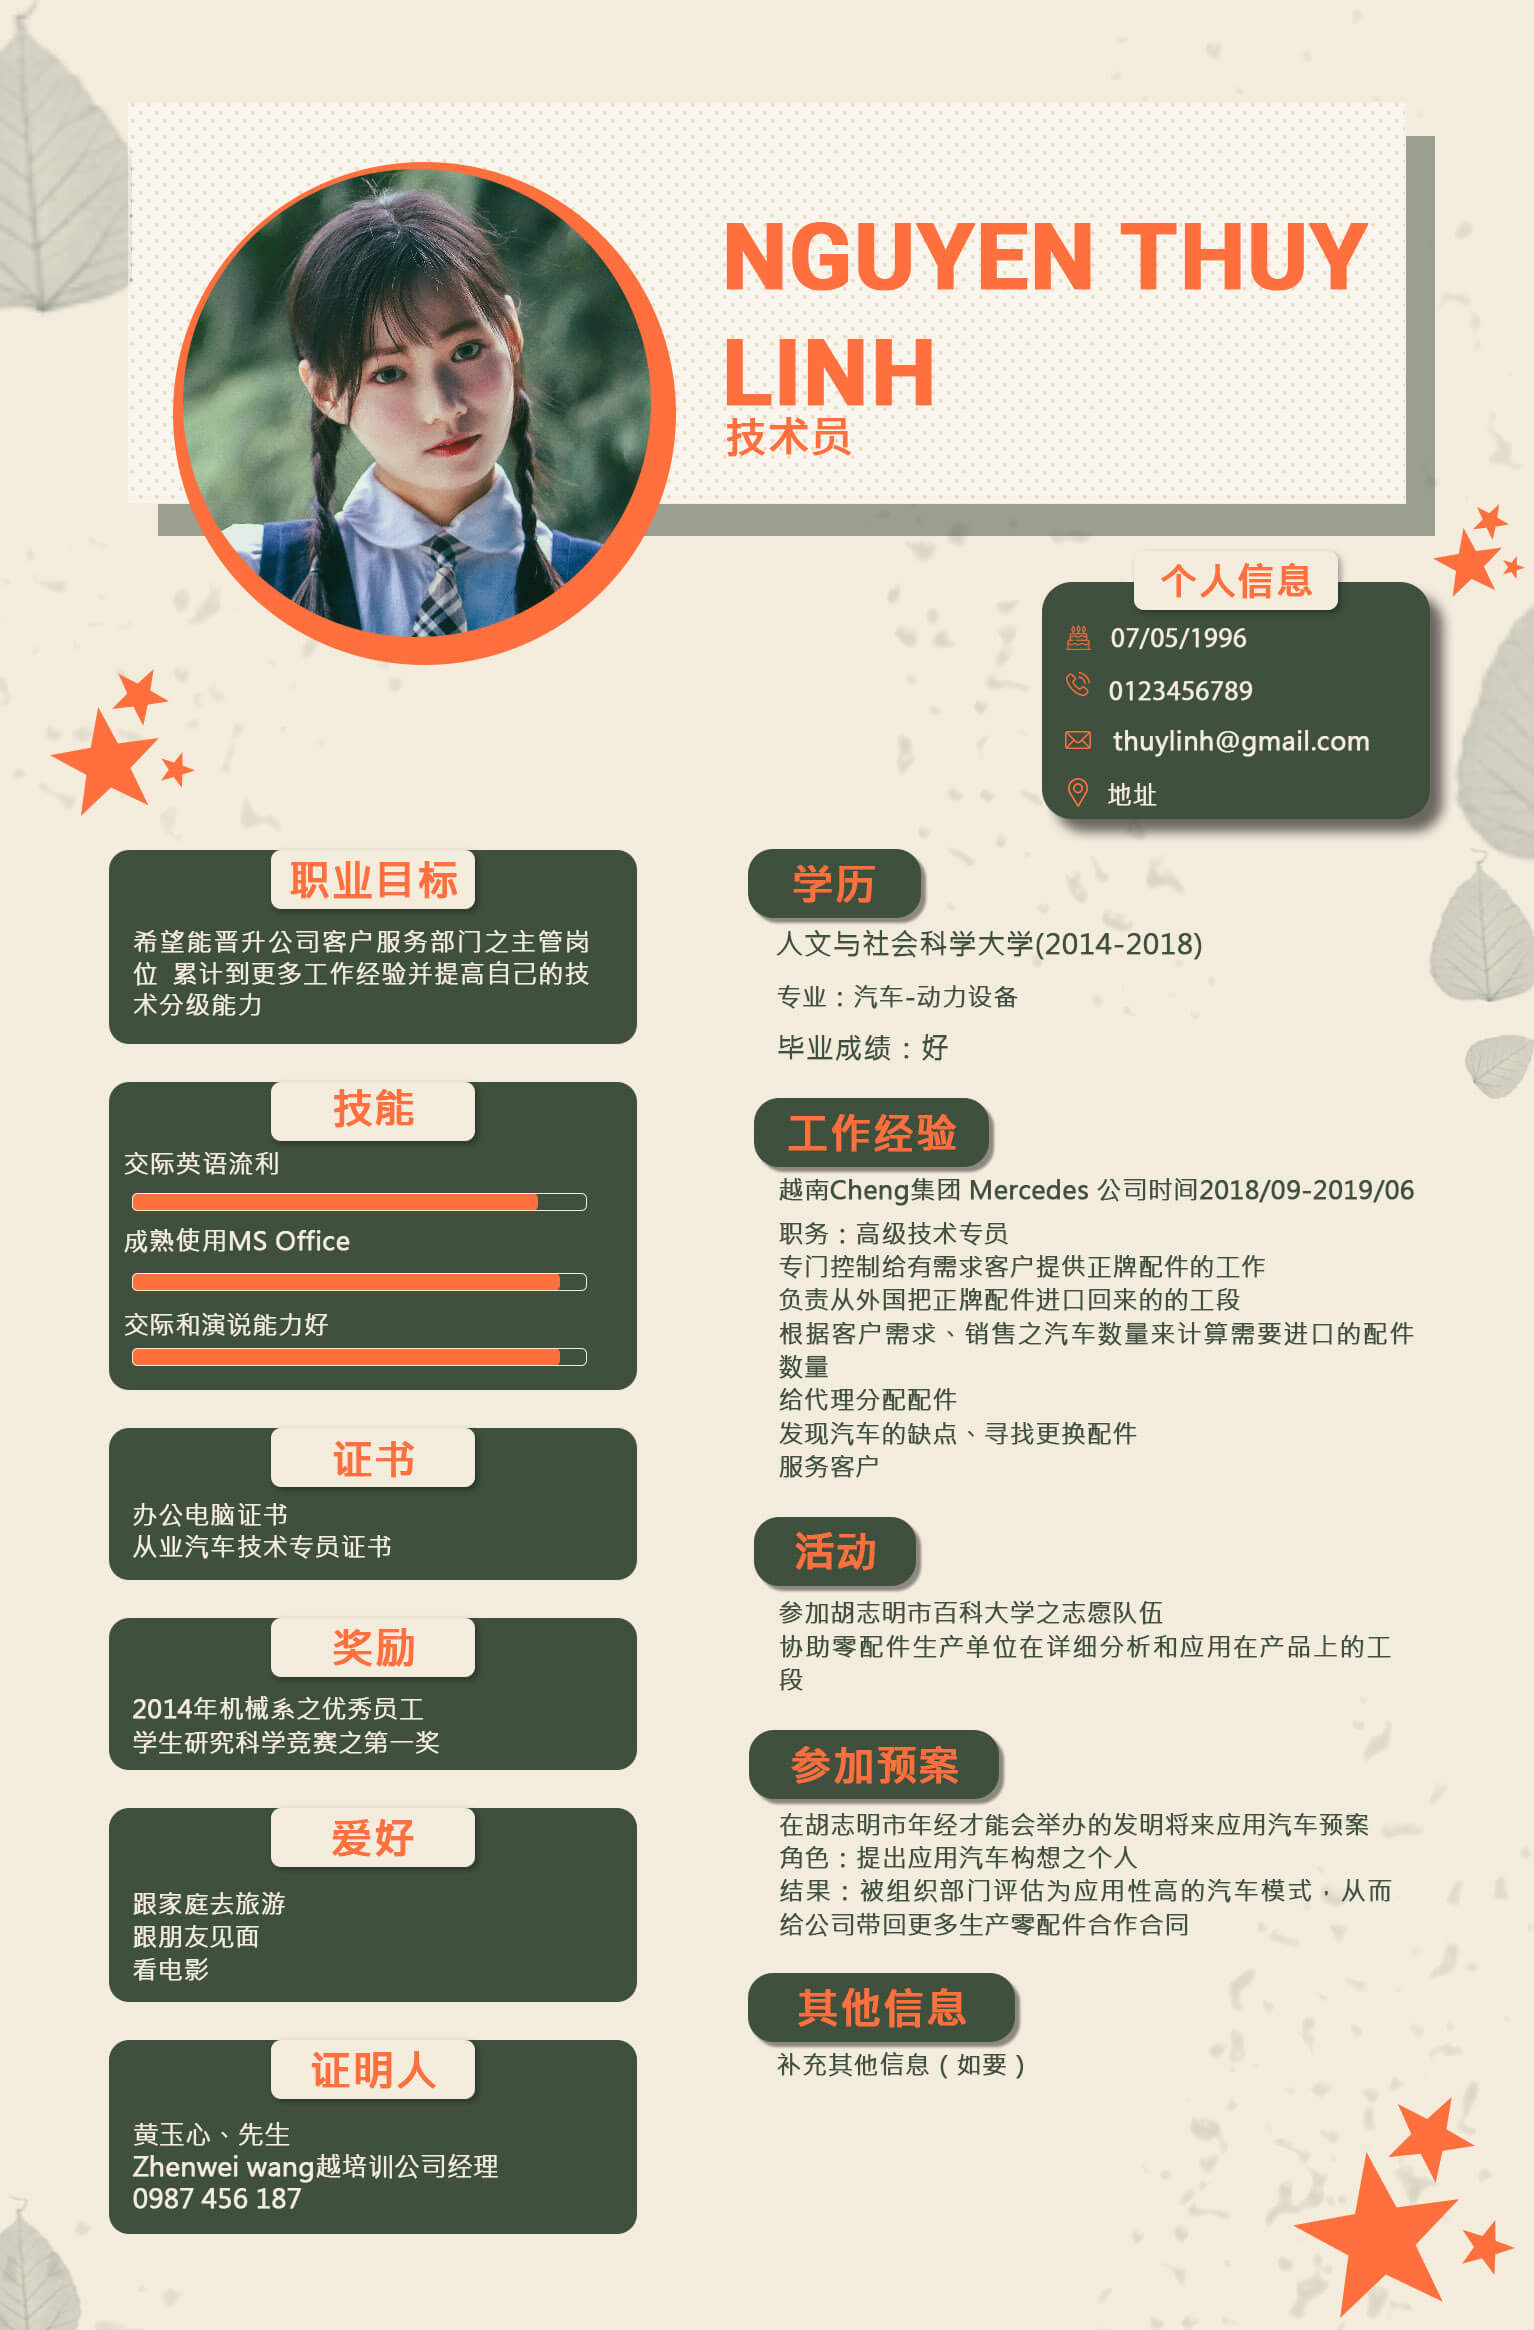 NGUYEN THUY
LINH
技术员
个人信息
07/05/1996
0123456789
thuylinh@gmail.com
地址
职业目标
希望能晋升公司客户服务部门之主管岗
位 累计到更多工作经验并提高自己的技
术分级能力
技能
交际英语流利
成熟使用MS Office
交际和演说能力好
证书
办公电脑证书
从业汽车技术专员证书
奖励
2014年机械系之优秀员工
学生研究科学竞赛之第一奖
爱好
跟家庭去旅游
跟朋友见面
看电影
证明人
黄玉心、先生
Zhenwei wang越培训公司经理
0987 456 187
学历
人文与社会科学大学(2014-2018)
专业：汽车-动力设备
毕业成绩：好
工作经验
越南Cheng集团 Mercedes 公司时间2018/09-2019/06
职务：高级技术专员
专门控制给有需求客户提供正牌配件的工作
负责从外国把正牌配件进口回来的的工段
根据客户需求、销售之汽车数量来计算需要进口的配件
数量
给代理分配配件
发现汽车的缺点、寻找更换配件
服务客户
活动
参加胡志明市百科大学之志愿队伍
协助零配件生产单位在详细分析和应用在产品上的工
段
参加预案
在胡志明市年经才能会举办的发明将来应用汽车预案
角色：提出应用汽车构想之个人
结果：被组织部门评估为应用性高的汽车模式，从而
给公司带回更多生产零配件合作合同
其他信息
补充其他信息（如要）